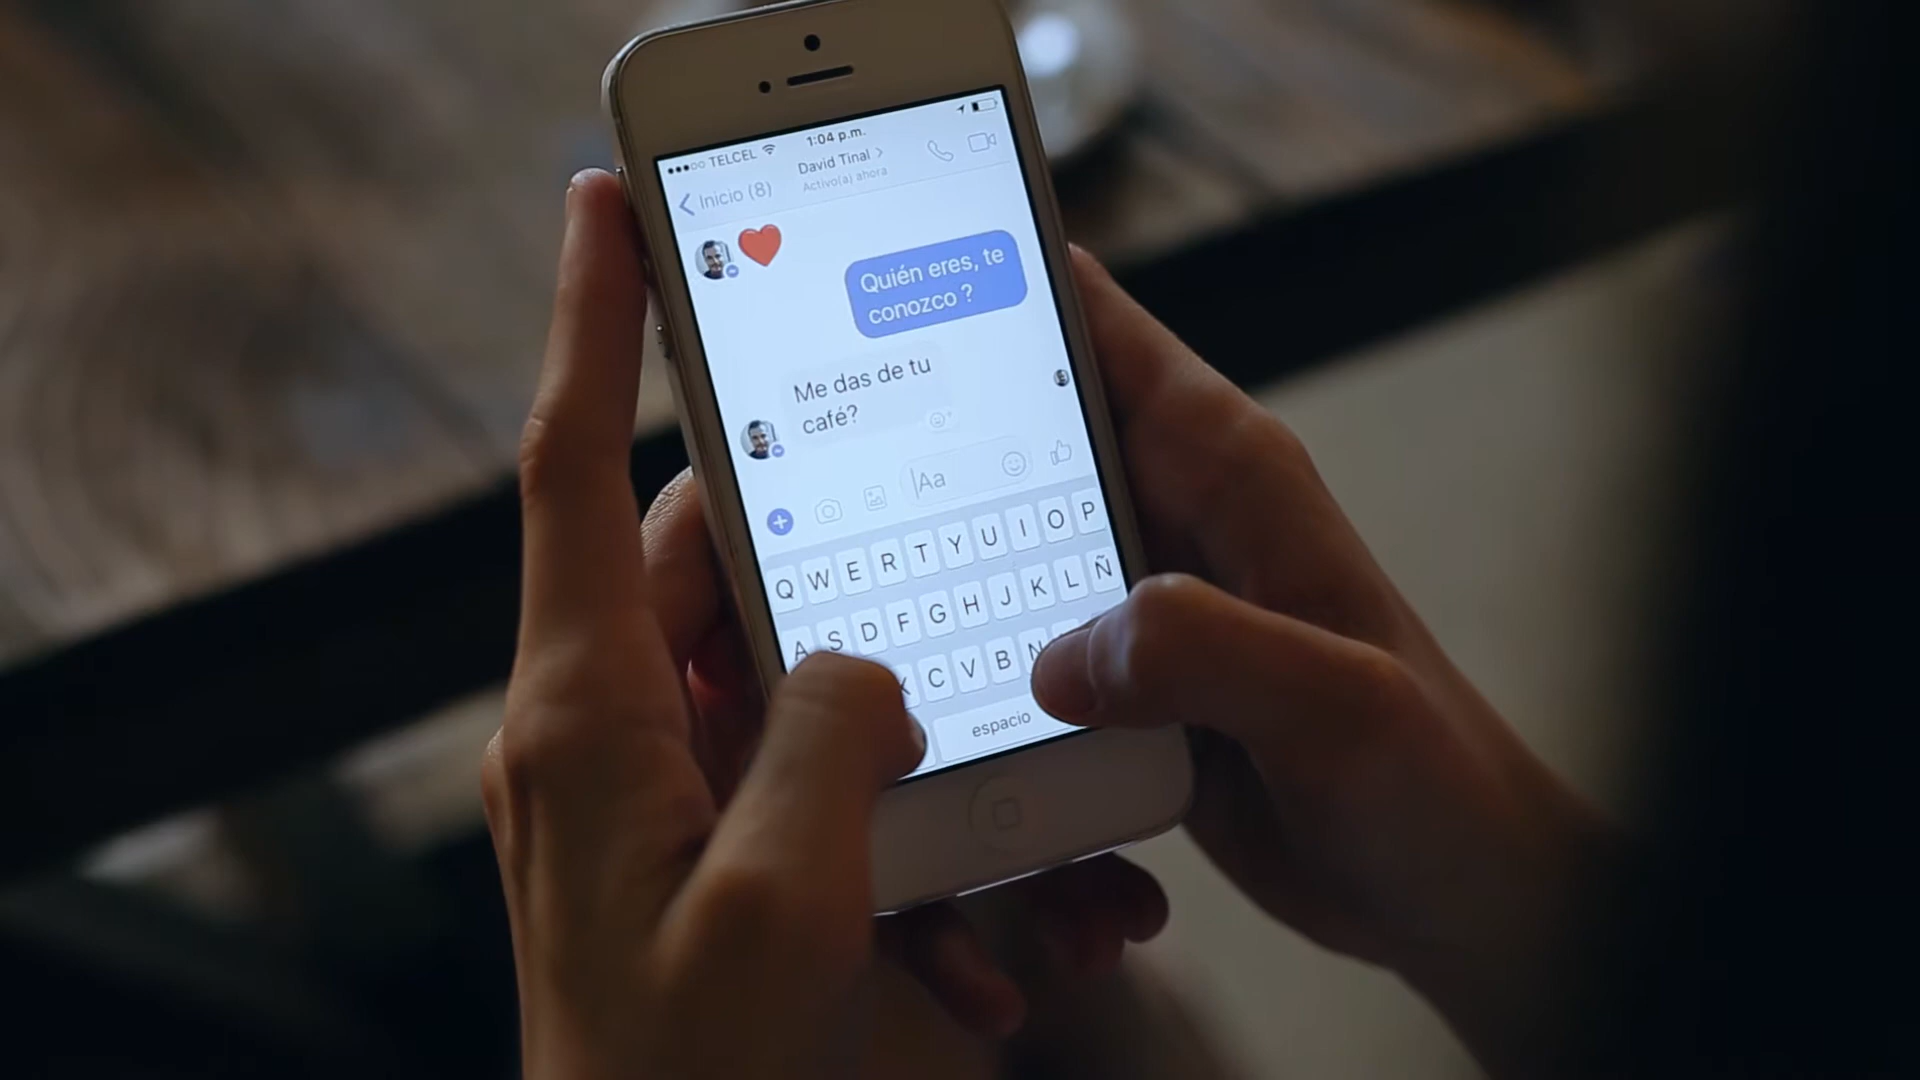 TELCEL 1:04 p.m.
Inicio (8) David Tinal
Activo(a) ahora
Quién eres, te
conozco ?
Me das de tu
café?
Aa
Q W E R T Y U I O P
A S D F G H J K L Ñ
X C V B N
espacio